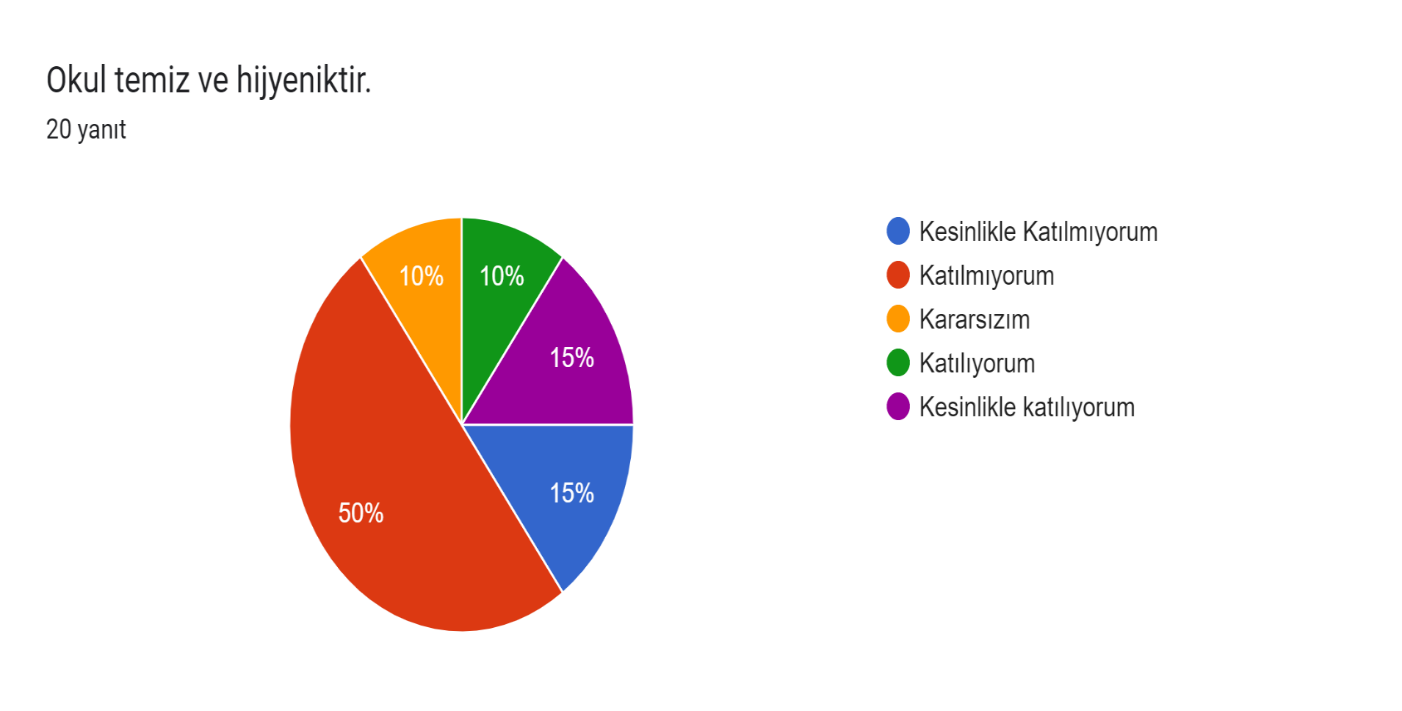 Okul temiz ve hijyeniktir.
20 yanıt
10%
10%
15%
50%
15%
Kesinlikle Katılmıyorum
Katılmıyorum
Kararsızım
Katılıyorum
Kesinlikle katılıyorum